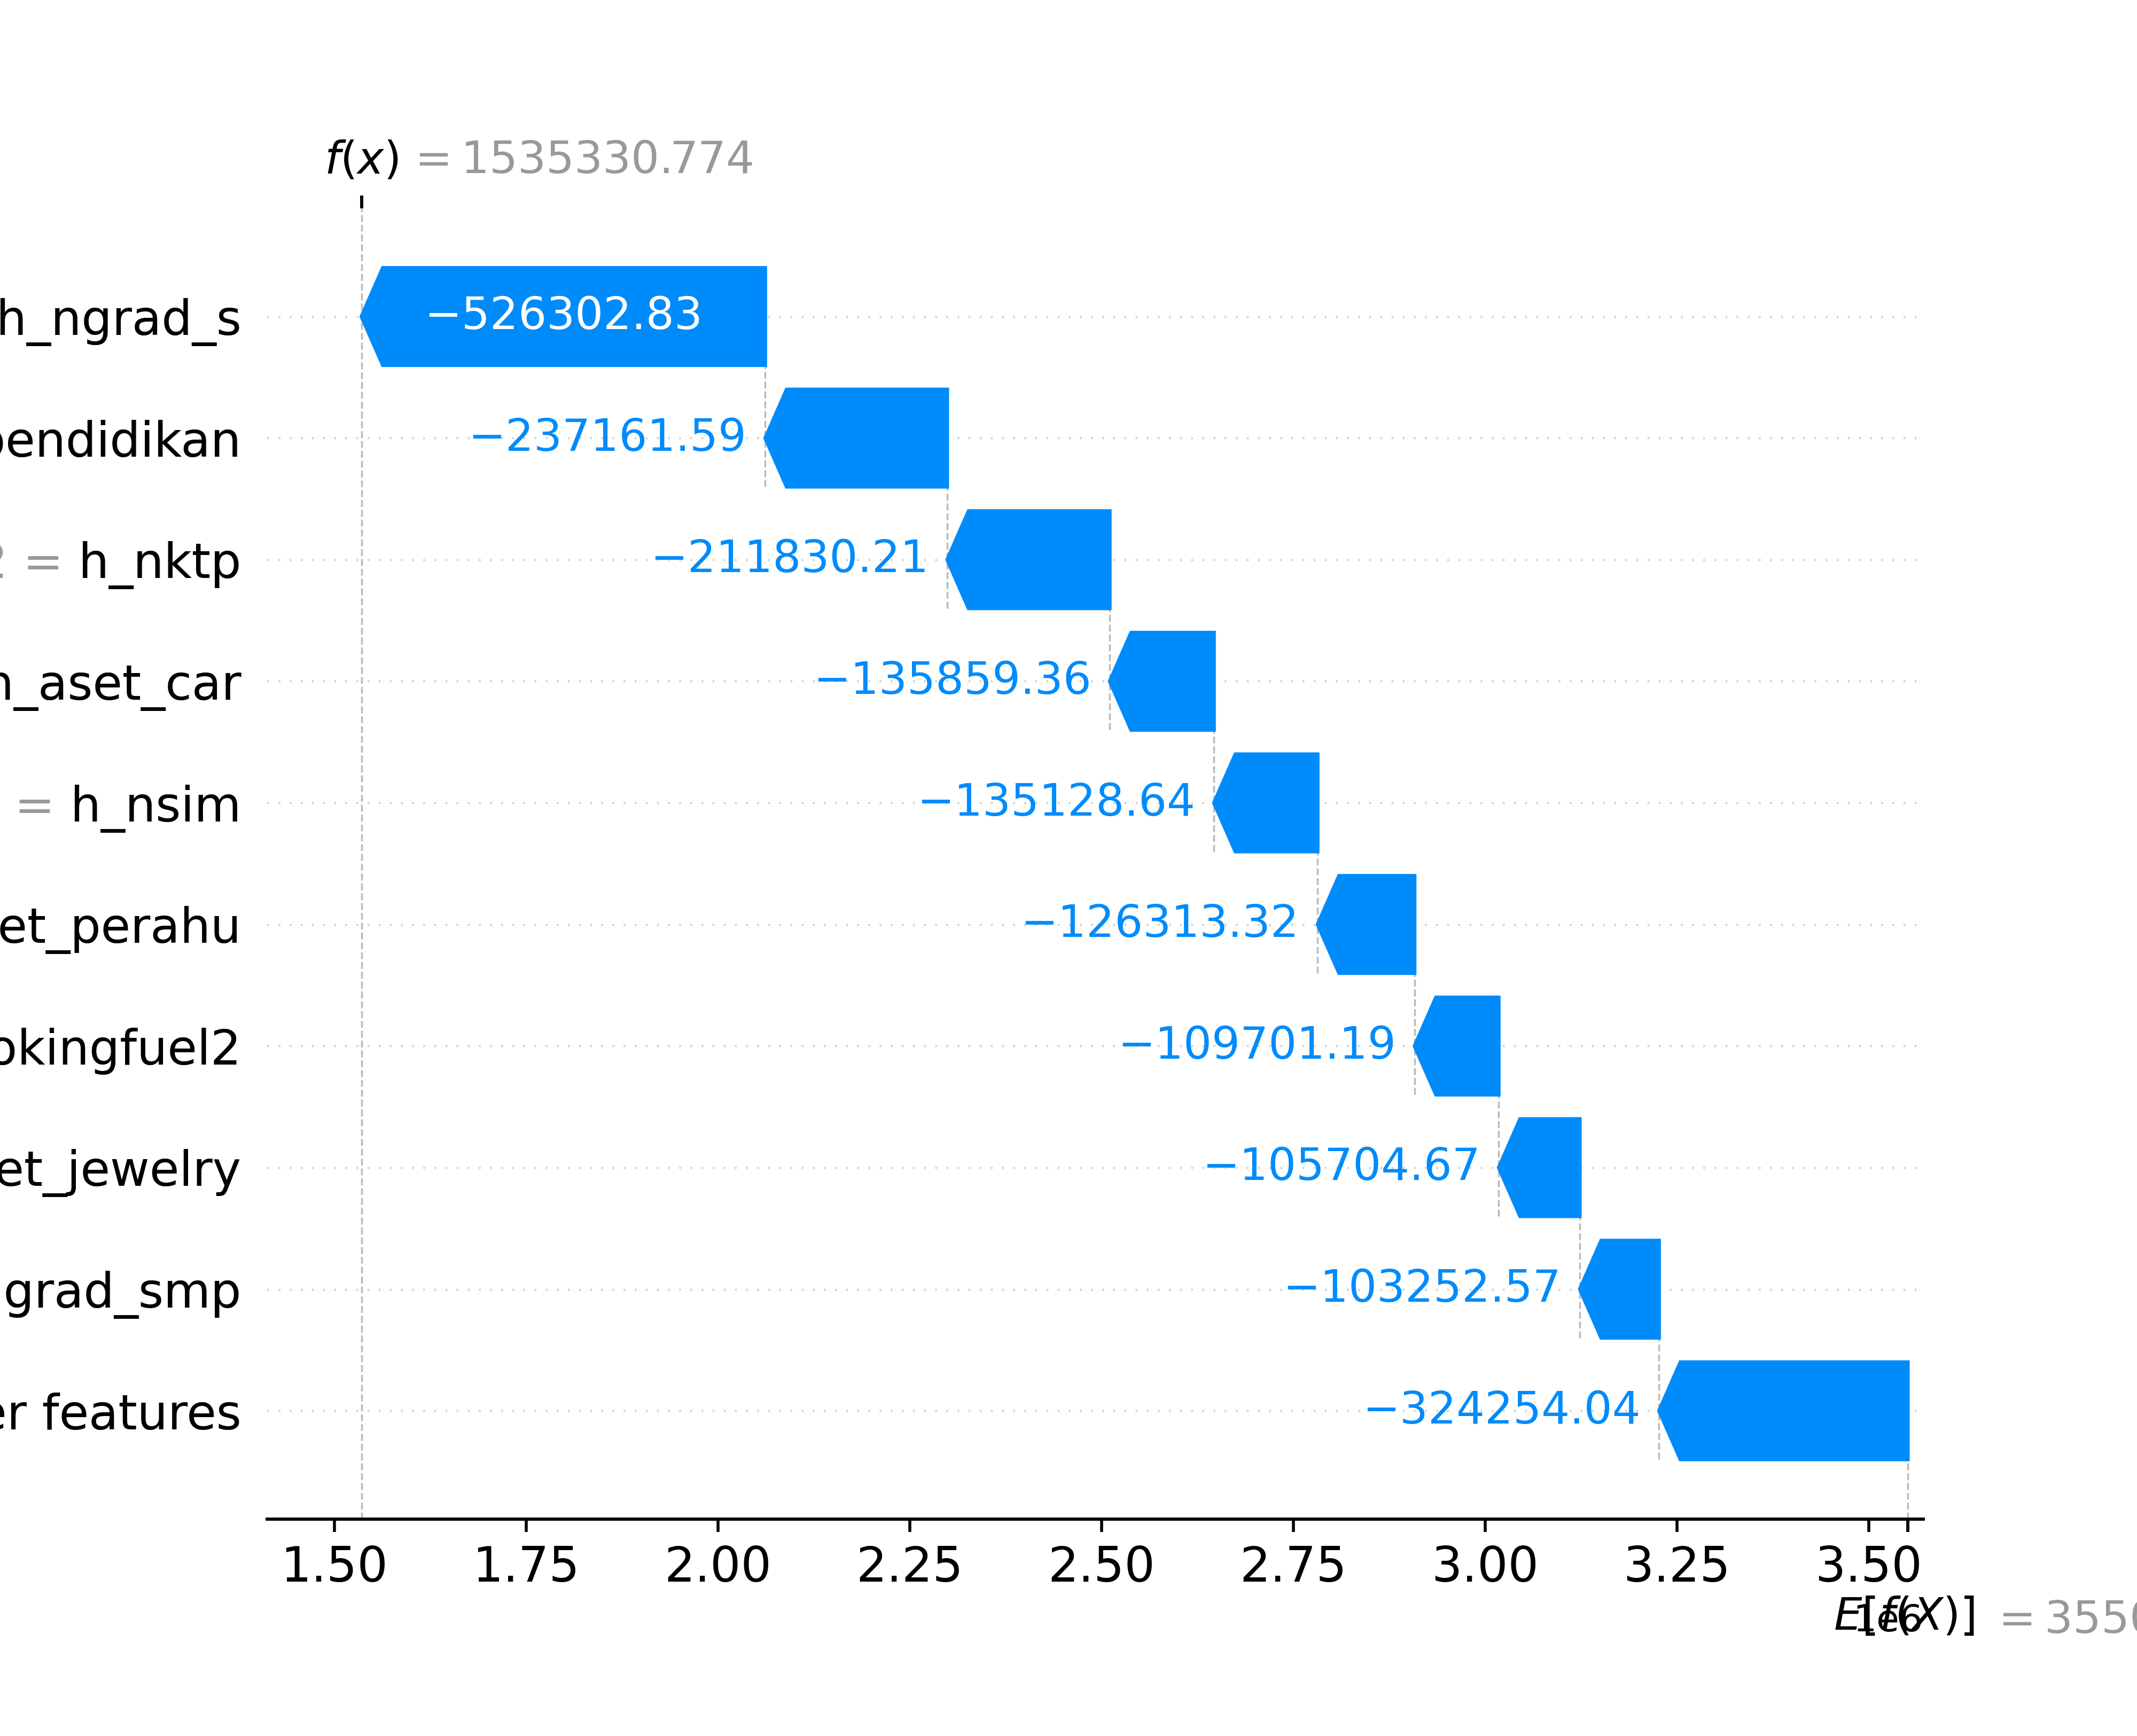 f(x) = 1535330.774
h_ngrad_s −526302.83
pendidikan −237161.59
= h_nktp −211830.21
h_aset_car −135859.36
= h_nsim −135128.64
et_perahu −126313.32
okingfuel2 −109701.19
et_jewelry −105704.67
grad_smp −103252.57
er features −324254.04
1.50 1.75 2.00 2.25 2.50 2.75 3.00 3.25 3.50
1e6
E[f(X)] = 355